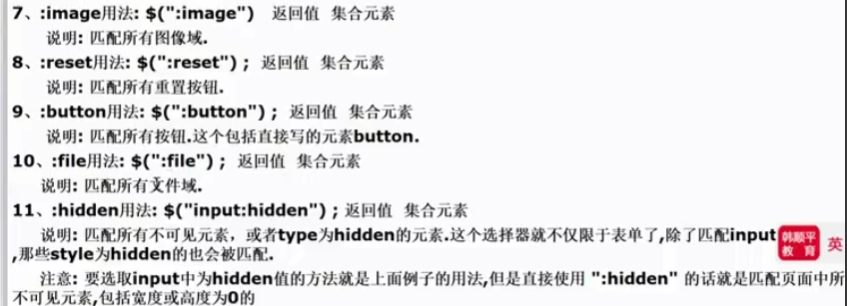 7、:image用法: $(":image")   返回值  集合元素
说明: 匹配所有图像域.
8、:reset用法: $(":reset") ;  返回值  集合元素
说明: 匹配所有重置按钮.
9、:button用法: $(":button") ;  返回值  集合元素
说明: 匹配所有按钮.这个包括直接写的元素button.
10、:file用法: $(":file") ;  返回值  集合元素
说明: 匹配所有文件域.
11、:hidden用法: $("input:hidden") ; 返回值  集合元素
说明: 匹配所有不可见元素，或者type为hidden的元素.这个选择器就不仅限于表单了,除了匹配input
,那些style为hidden的也会被匹配.
注意: 要选取input中为hidden值的方法就是上面例子的用法,但是直接使用 ":hidden" 的话就是匹配页面中所
不可见元素,包括宽度或高度为0的
韩顺平
教育
英